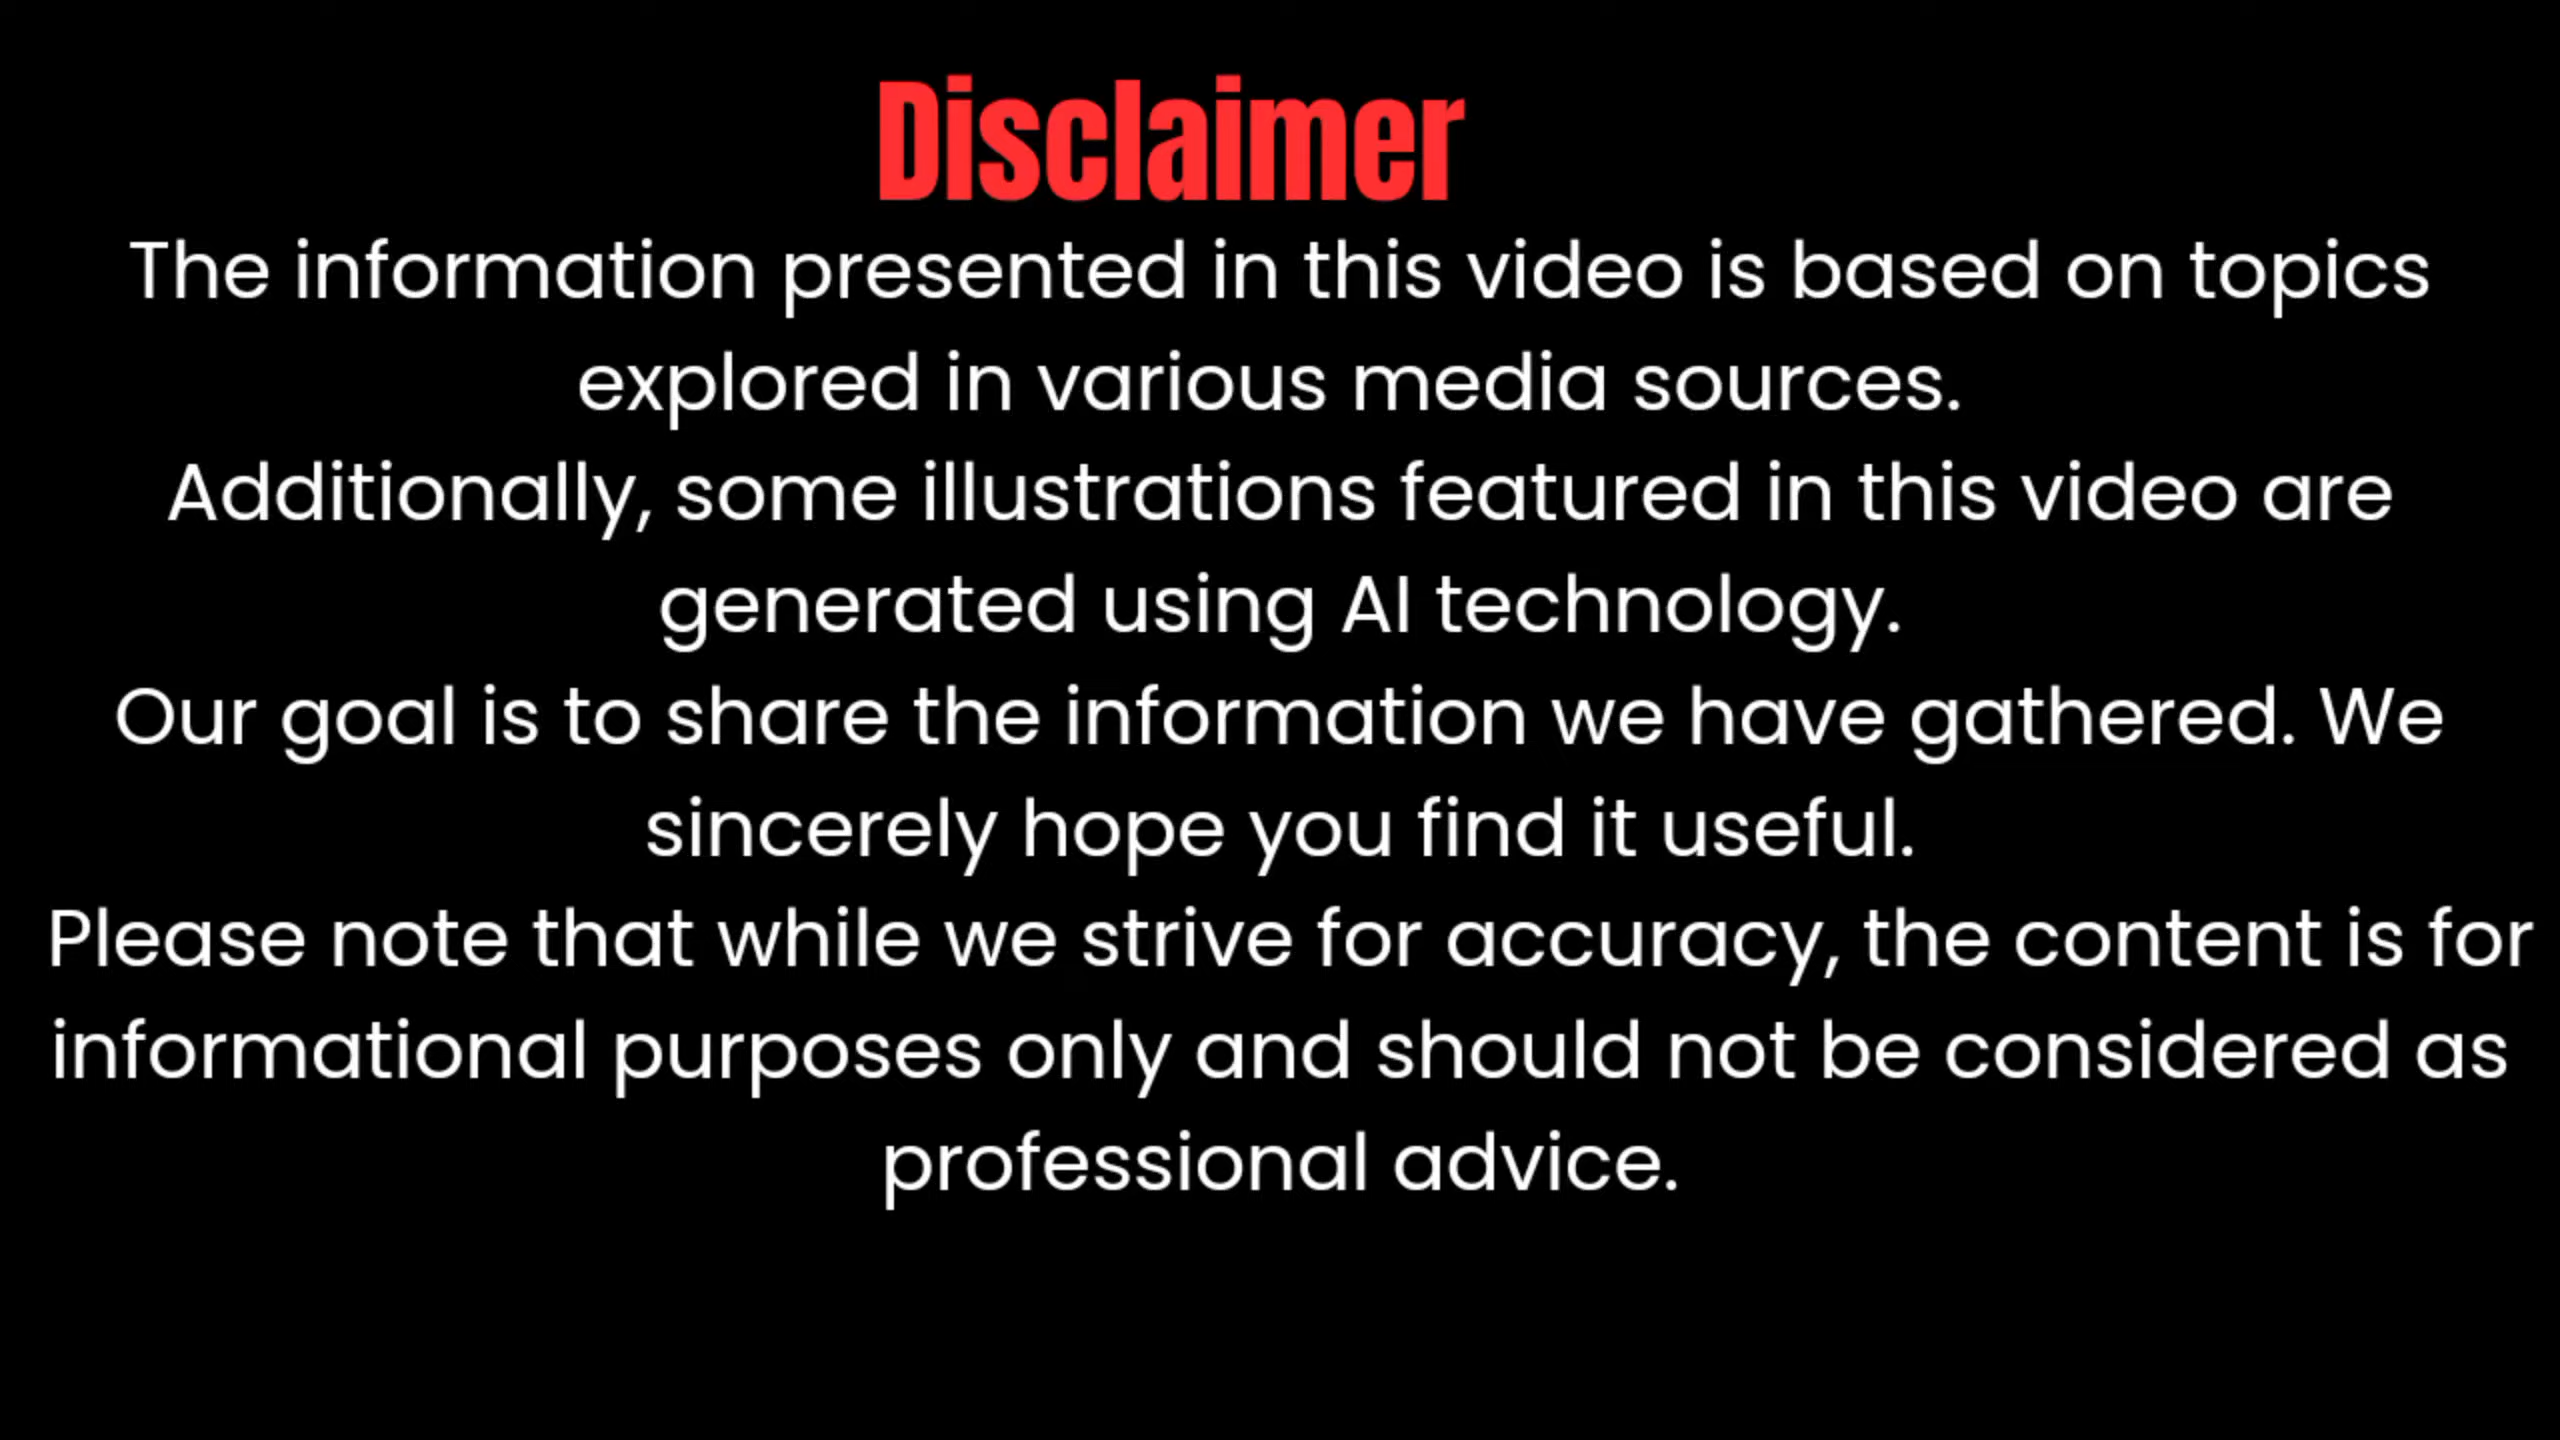 Disclaimer
The information presented in this video is based on topics
explored in various media sources.
Additionally, some illustrations featured in this video are
generated using AI technology.
Our goal is to share the information we have gathered. We
sincerely hope you find it useful.
Please note that while we strive for accuracy, the content is for
informational purposes only and should not be considered as
professional advice.